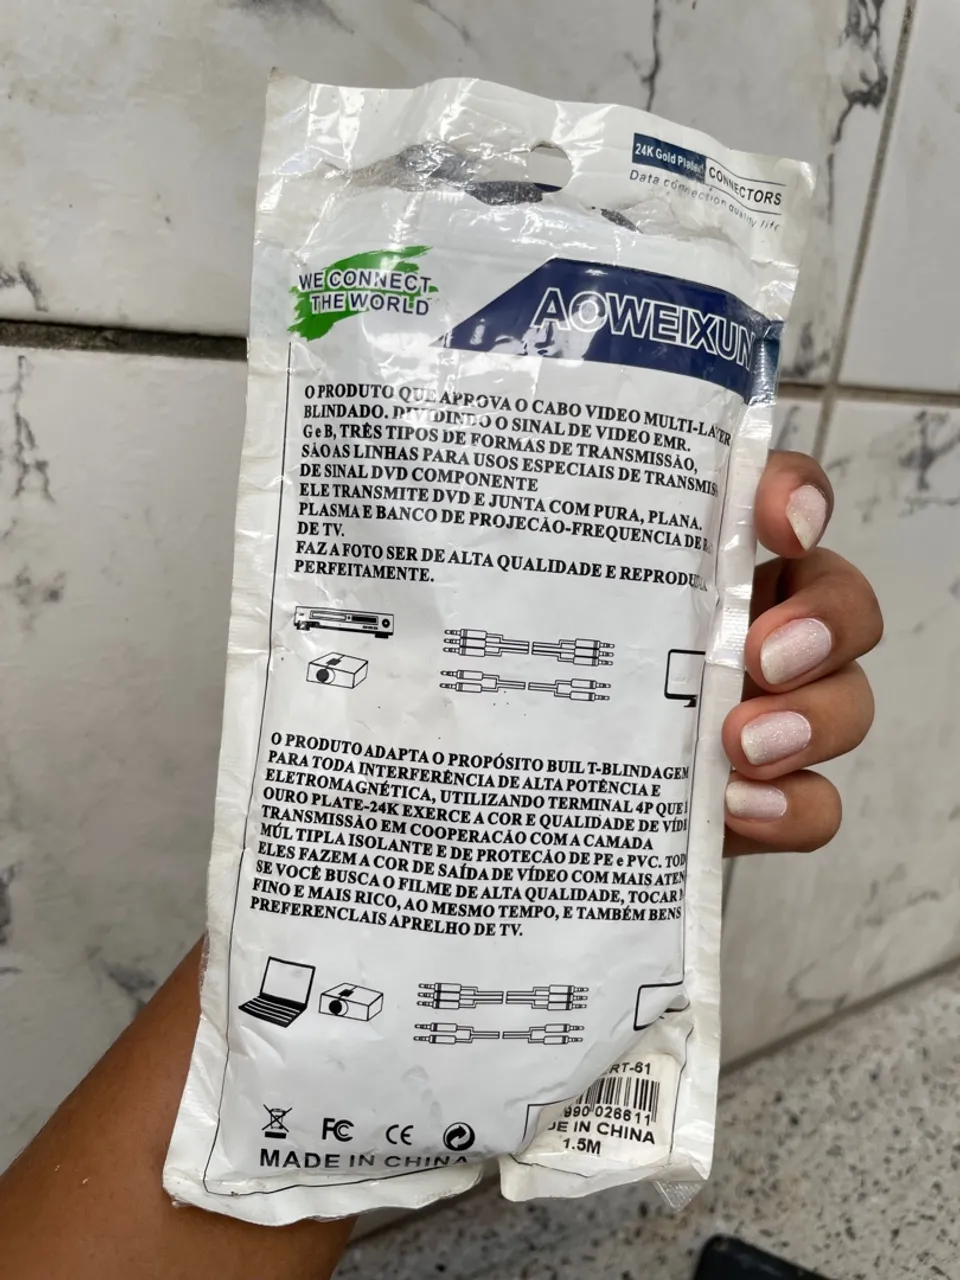 24K Gold Plated CONNECTORS
Data connection quality life
WE CONNECT
THE WORLD
AOWEIXUN
O PRODUTO QUE APROVA O CABO VIDEO MULTI-LAYER
BLINDADO. DIVIDINDO O SINAL DE VIDEO EMR.
G e B, TRÊS TIPOS DE FORMAS DE TRANSMISSÃO,
SÃO AS LINHAS PARA USOS ESPECIAIS DE TRANSMIS
DE SINAL DVD COMPONENTE
ELE TRANSMITE DVD E JUNTA COM PURA, PLANA.
PLASMA E BANCO DE PROJECÃO-FREQUENCIA DE
DE TV.
FAZ A FOTO SER DE ALTA QUALIDADE E REPRODU
PERFEITAMENTE.
O PRODUTO ADAPTA O PROPÓSITO BUIL T-BLINDAGEM
PARA TODA INTERFERÊNCIA DE ALTA POTÊNCIA E
ELETROMAGNÉTICA, UTILIZANDO TERMINAL 4P QUE
OURO PLATE-24K EXERCE A COR E QUALIDADE DE VÍDE
TRANSMISSÃO EM COOPERACÃO COM A CAMADA
MÚL TIPLA ISOLANTE E DE PROTEÇÃO DE PE e PVC. TOD
ELES FAZEM A COR DE SAÍDA DE VÍDEO COM MAIS ATEN
SE VOCÊ BUSCA O FILME DE ALTA QUALIDADE, TOCAR
FINO E MAIS RICO, AO MESMO TEMPO, E TAMBÉM BENS
PREFERENCLAIS APRELHO DE TV.
RT-61
990 026611
DE IN CHINA
1.5M
FC CE
MADE IN CHINA